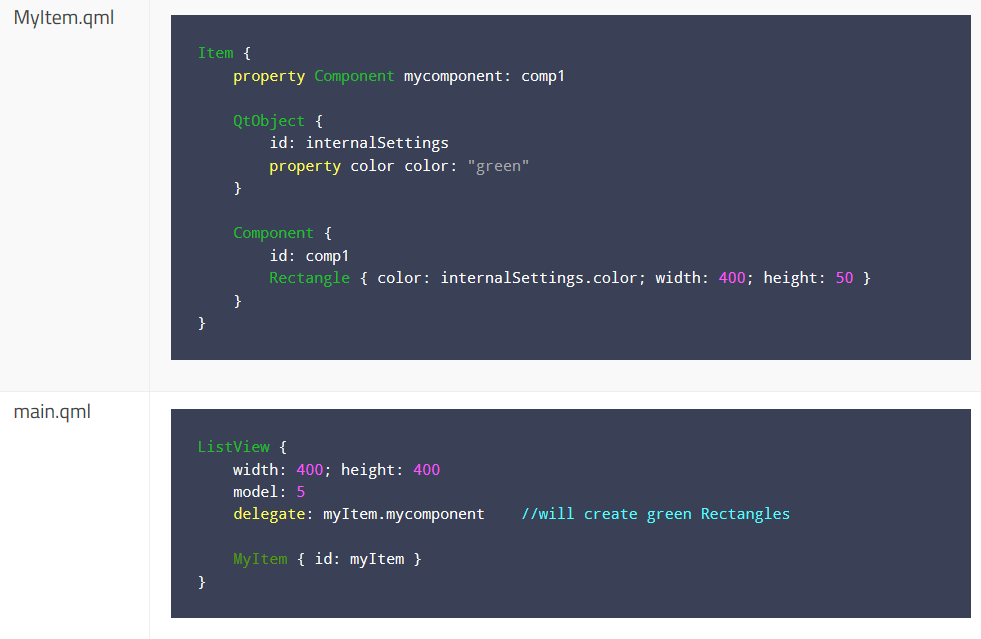 MyItem.qml
Item {
    property Component mycomponent: comp1
    QtObject {
        id: internalSettings
        property color color: "green"
    }
    Component {
        id: comp1
        Rectangle { color: internalSettings.color; width: 400; height: 50 }
    }
}
main.qml
ListView {
    width: 400; height: 400
    model: 5
    delegate: myItem.mycomponent    //will create green Rectangles
    MyItem { id: myItem }
}